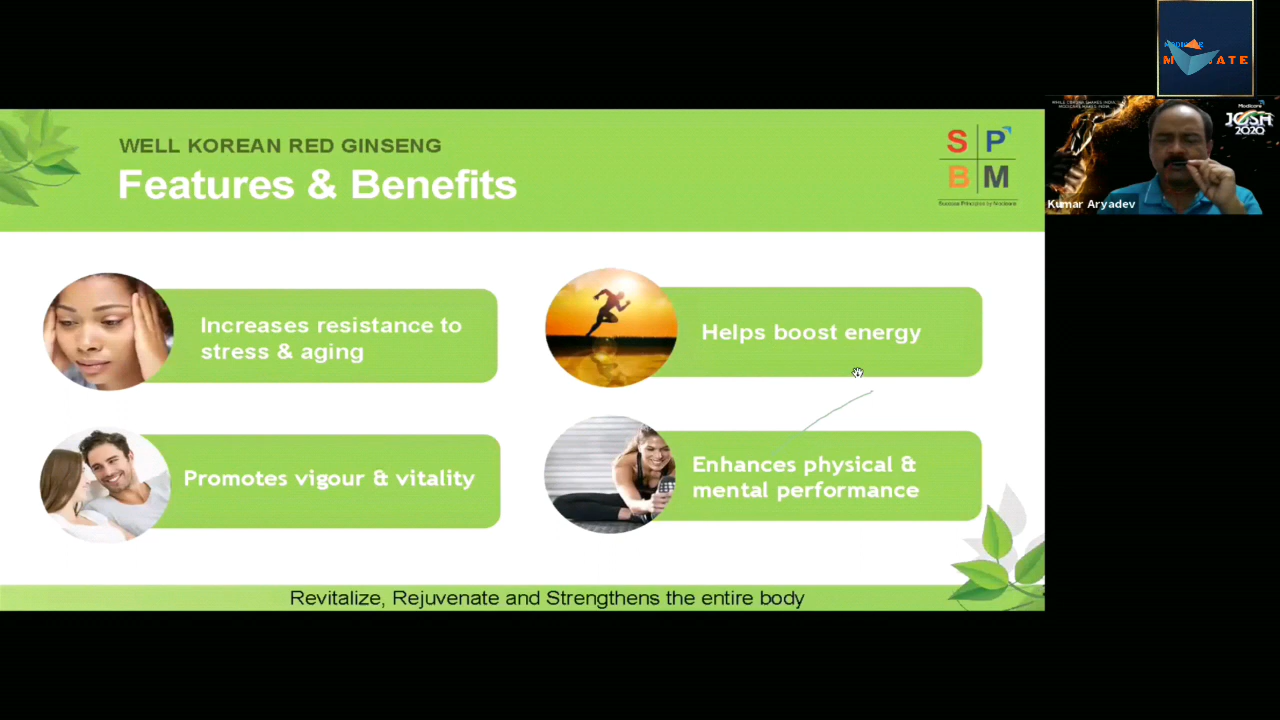 WELL KOREAN RED GINSENG
Features & Benefits
S P
B M
Increases resistance to
stress & aging
Helps boost energy
Promotes vigour & vitality
Enhances physical &
mental performance
Revitalize, Rejuvenate and Strengthens the entire body
Modicare
JOSH
2020
Kumar Aryadev